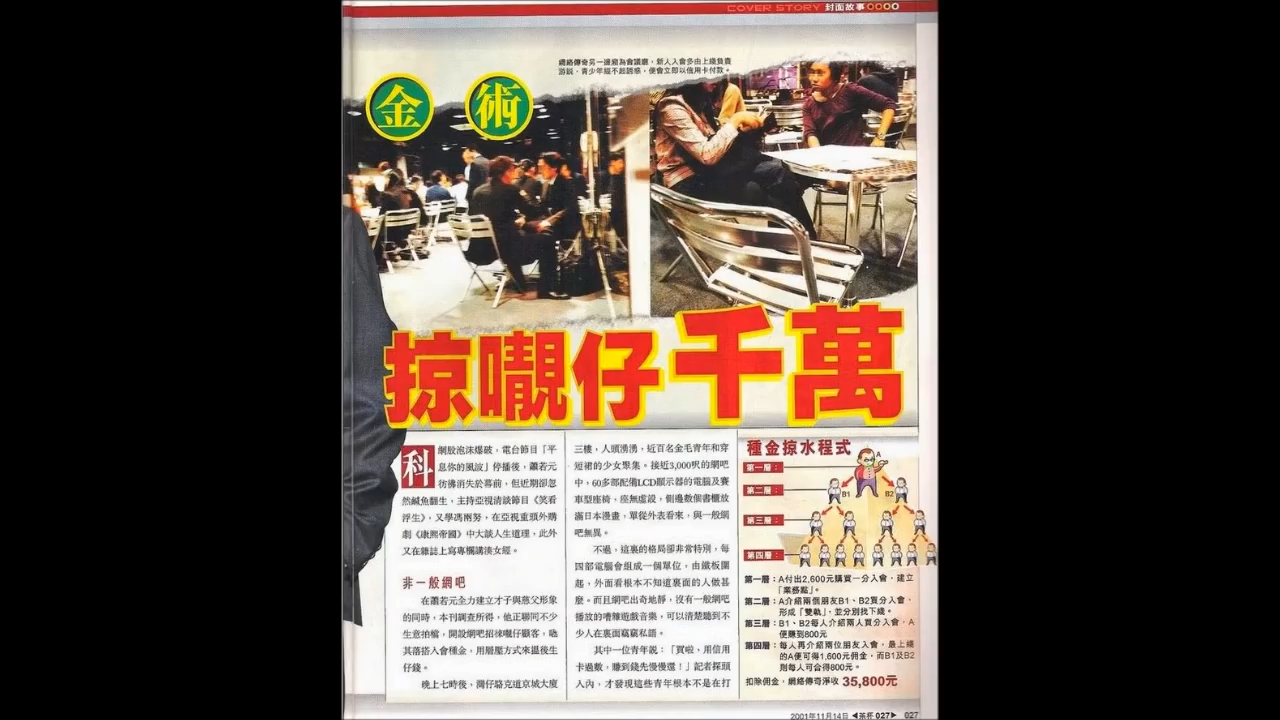 COVER STORY 封面故事
網絡傳奇另一邊廂為會議廳，新人入會多由上綫負責
游說，青少年經不起誘惑，便會立即以信用卡付款。
金 術
掠嚫仔千萬
科網股泡沫爆破，電台節目「平
息你的風波」停播後，蕭若元
彷彿消失於幕前，但近期卻忽
然鹹魚翻生，主持亞視清談節目《笑看
浮生》，又學馮兩努，在亞視重頭外購
劇《康熙帝國》中大談人生道理，此外
又在雜誌上寫專欄講湊女經。
非一般網吧
在蕭若元全力建立才子與慈父形象
的同時，本刊調查所得，他正聯同不少
生意拍檔，開設網吧招徠嚫仔顧客，
其落搭入會種金，用層壓方式來搵後生
仔錢。
晚上七時後，灣仔駱克道京城大廈
三樓，人頭湧湧，近百名金毛青年和穿
短裙的少女聚集。接近3,000呎的網吧
中，60多部配備LCD顯示器的電腦及賽
車型座椅，座無虛設，側邊數個書櫃放
滿日本漫畫，單從外表看來，與一般網
吧無異。
不過，這裏的格局卻非常特別，每
四部電腦會組成一個單位，由鐵板圍
起，外面看根本不知道裏面的人做甚
麼。而且網吧出奇地靜，沒有一般網吧
播放的嘈雜遊戲音樂，可以清楚聽到不
少人在裏面竊竊私語。
其中一位青年說：「買啦，用信用
卡過數，賺到錢先慢慢還！」記者探頭
入內，才發現這些青年根本不是在打
種金掠水程式
第一層： A
第二層： B1 B2
第三層：
第四層：
第一層：A付出2,600元購買一分入會，建立
「業務點」。
第二層：A介紹兩個朋友B1、B2買分入會，
形成「雙軌」，並分別找下綫。
第三層：B1、B2每人介紹兩人買分入會，A
便賺到800元
第四層：每人再介紹兩位朋友入會，最上綫
的A便可得1,600元佣金，而B1及B2
則每人可合得800元。
扣除佣金，網絡傳奇淨收 35,800元
2001年11月14日 ◀茶杯 027▶ 027